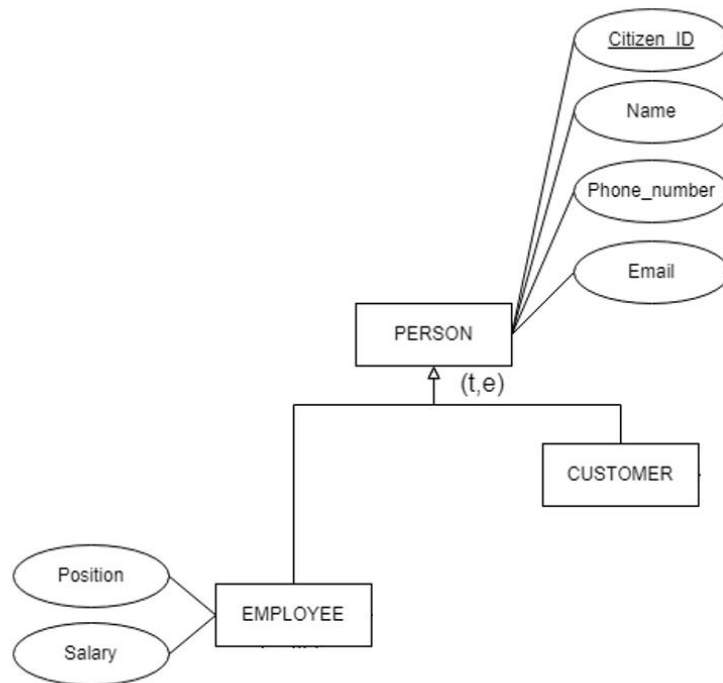 Citizen_ID
Name
Phone_number
Email
PERSON
(t,e)
CUSTOMER
Position
EMPLOYEE
Salary